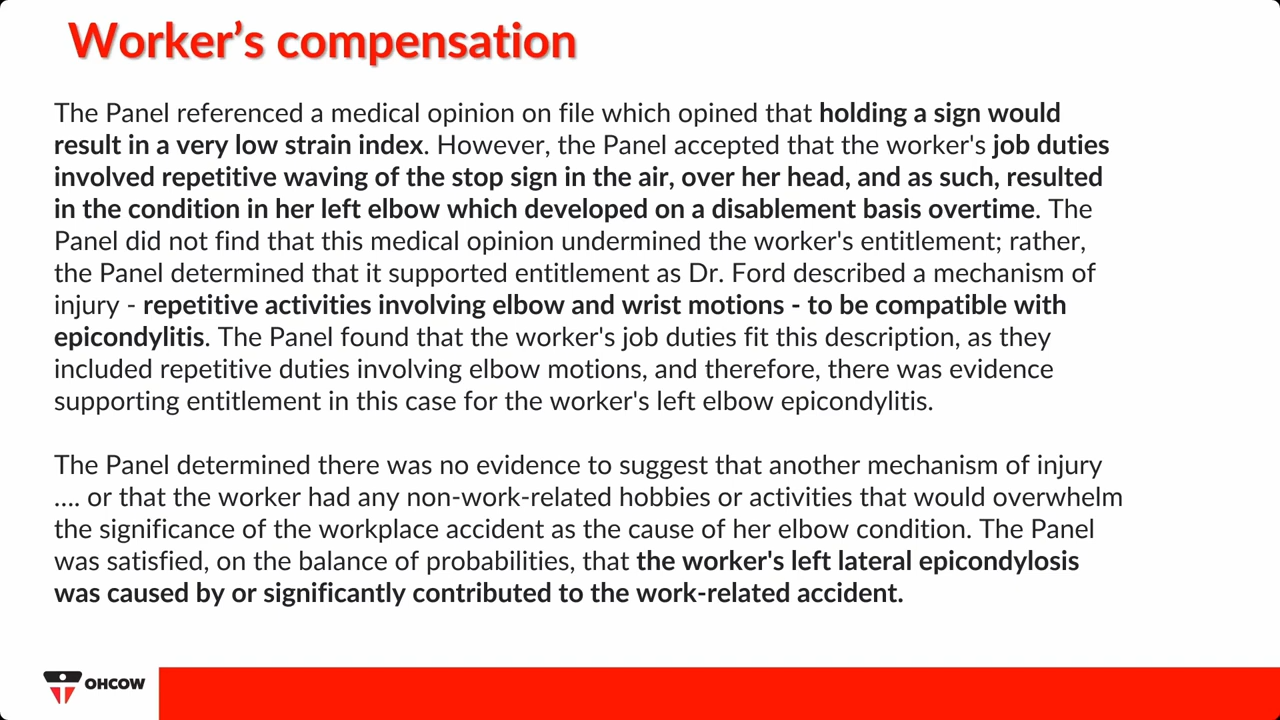 Worker’s compensation
The Panel referenced a medical opinion on file which opined that holding a sign would
result in a very low strain index. However, the Panel accepted that the worker's job duties
involved repetitive waving of the stop sign in the air, over her head, and as such, resulted
in the condition in her left elbow which developed on a disablement basis overtime. The
Panel did not find that this medical opinion undermined the worker's entitlement; rather,
the Panel determined that it supported entitlement as Dr. Ford described a mechanism of
injury - repetitive activities involving elbow and wrist motions - to be compatible with
epicondylitis. The Panel found that the worker's job duties fit this description, as they
included repetitive duties involving elbow motions, and therefore, there was evidence
supporting entitlement in this case for the worker's left elbow epicondylitis.
The Panel determined there was no evidence to suggest that another mechanism of injury
.... or that the worker had any non-work-related hobbies or activities that would overwhelm
the significance of the workplace accident as the cause of her elbow condition. The Panel
was satisfied, on the balance of probabilities, that the worker's left lateral epicondylosis
was caused by or significantly contributed to the work-related accident.
OHCOW